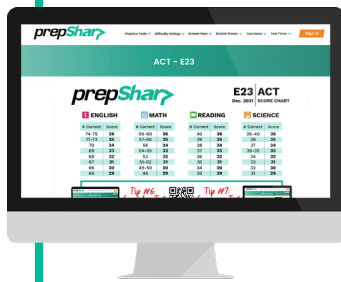 prepSharp
Practice Tests Difficulty Ratings Answer Keys Bubble Sheets Test Dates Test Timer Sign In
ACT - E23
prepSharp E23 ACT
Dec. 2021 SCORE CHART
ENGLISH MATH READING SCIENCE
# Correct Score # Correct Score # Correct Score # Correct Score
74-75 36 59-60 36 40 36 39-40 36
71-73 35 57-58 35 39 35 38 35
70 34 56 34 38 34 37 34
69 33 54-55 33 37 33 35-36 33
68 32 53 32 36 32 34 32
67 31 51-52 31 35 31 33 31
66 30 49-50 30 34 30 32 30
65 29 48 29 33 29 31 29
Tip #6: Tip #7: